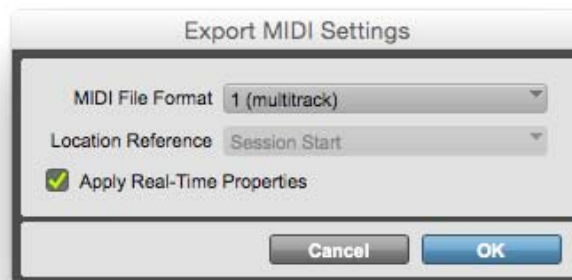 Export MIDI Settings
MIDI File Format 1 (multitrack)
Location Reference Session Start
Apply Real-Time Properties
Cancel OK